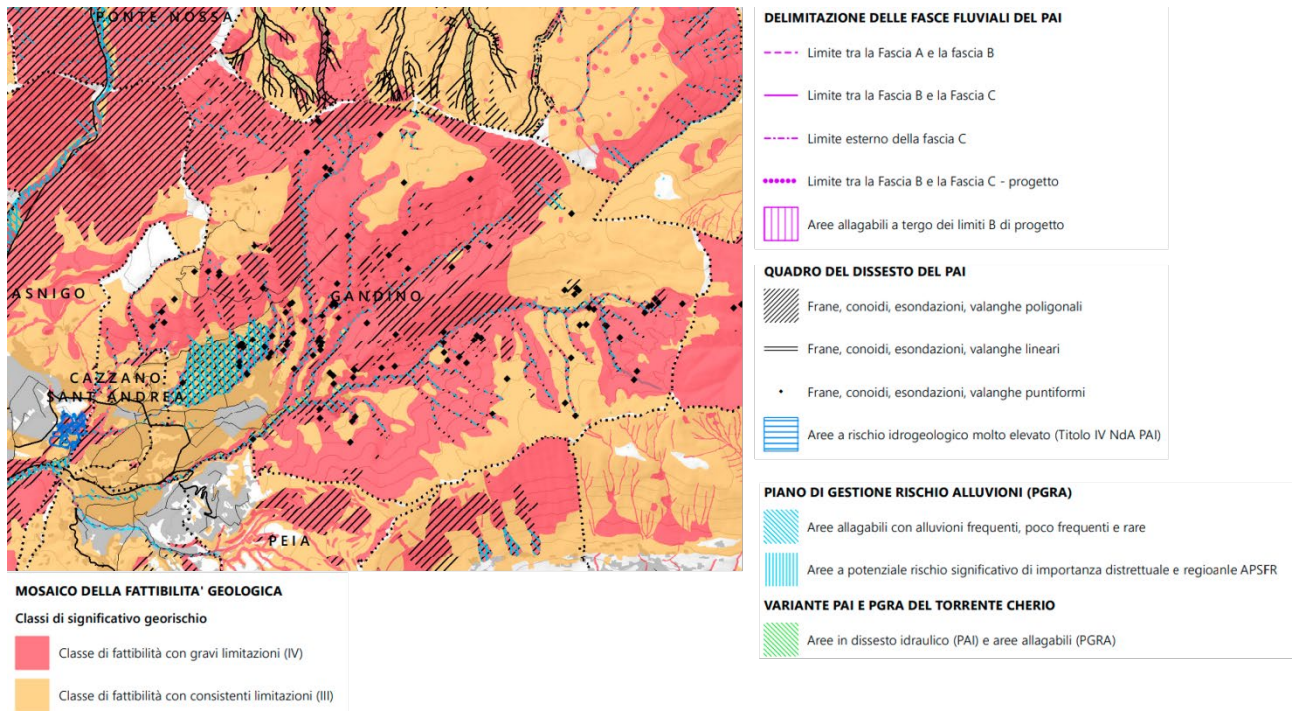 PONTE NOSSA
ASNIGO
GANDINO
CAZZANO
SANT ANDREA
PEIA
MOSAICO DELLA FATTIBILITA' GEOLOGICA
Classi di significativo georischio
Classe di fattibilità con gravi limitazioni (IV)
Classe di fattibilità con consistenti limitazioni (III)
DELIMITAZIONE DELLE FASCE FLUVIALI DEL PAI
Limite tra la Fascia A e la fascia B
Limite tra la Fascia B e la Fascia C
Limite esterno della fascia C
Limite tra la Fascia B e la Fascia C - progetto
Aree allagabili a tergo dei limiti B di progetto
QUADRO DEL DISSESTO DEL PAI
Frane, conoidi, esondazioni, valanghe poligonali
Frane, conoidi, esondazioni, valanghe lineari
Frane, conoidi, esondazioni, valanghe puntiformi
Aree a rischio idrogeologico molto elevato (Titolo IV NdA PAI)
PIANO DI GESTIONE RISCHIO ALLUVIONI (PGRA)
Aree allagabili con alluvioni frequenti, poco frequenti e rare
Aree a potenziale rischio significativo di importanza distrettuale e regioanle APSFR
VARIANTE PAI E PGRA DEL TORRENTE CHERIO
Aree in dissesto idraulico (PAI) e aree allagabili (PGRA)